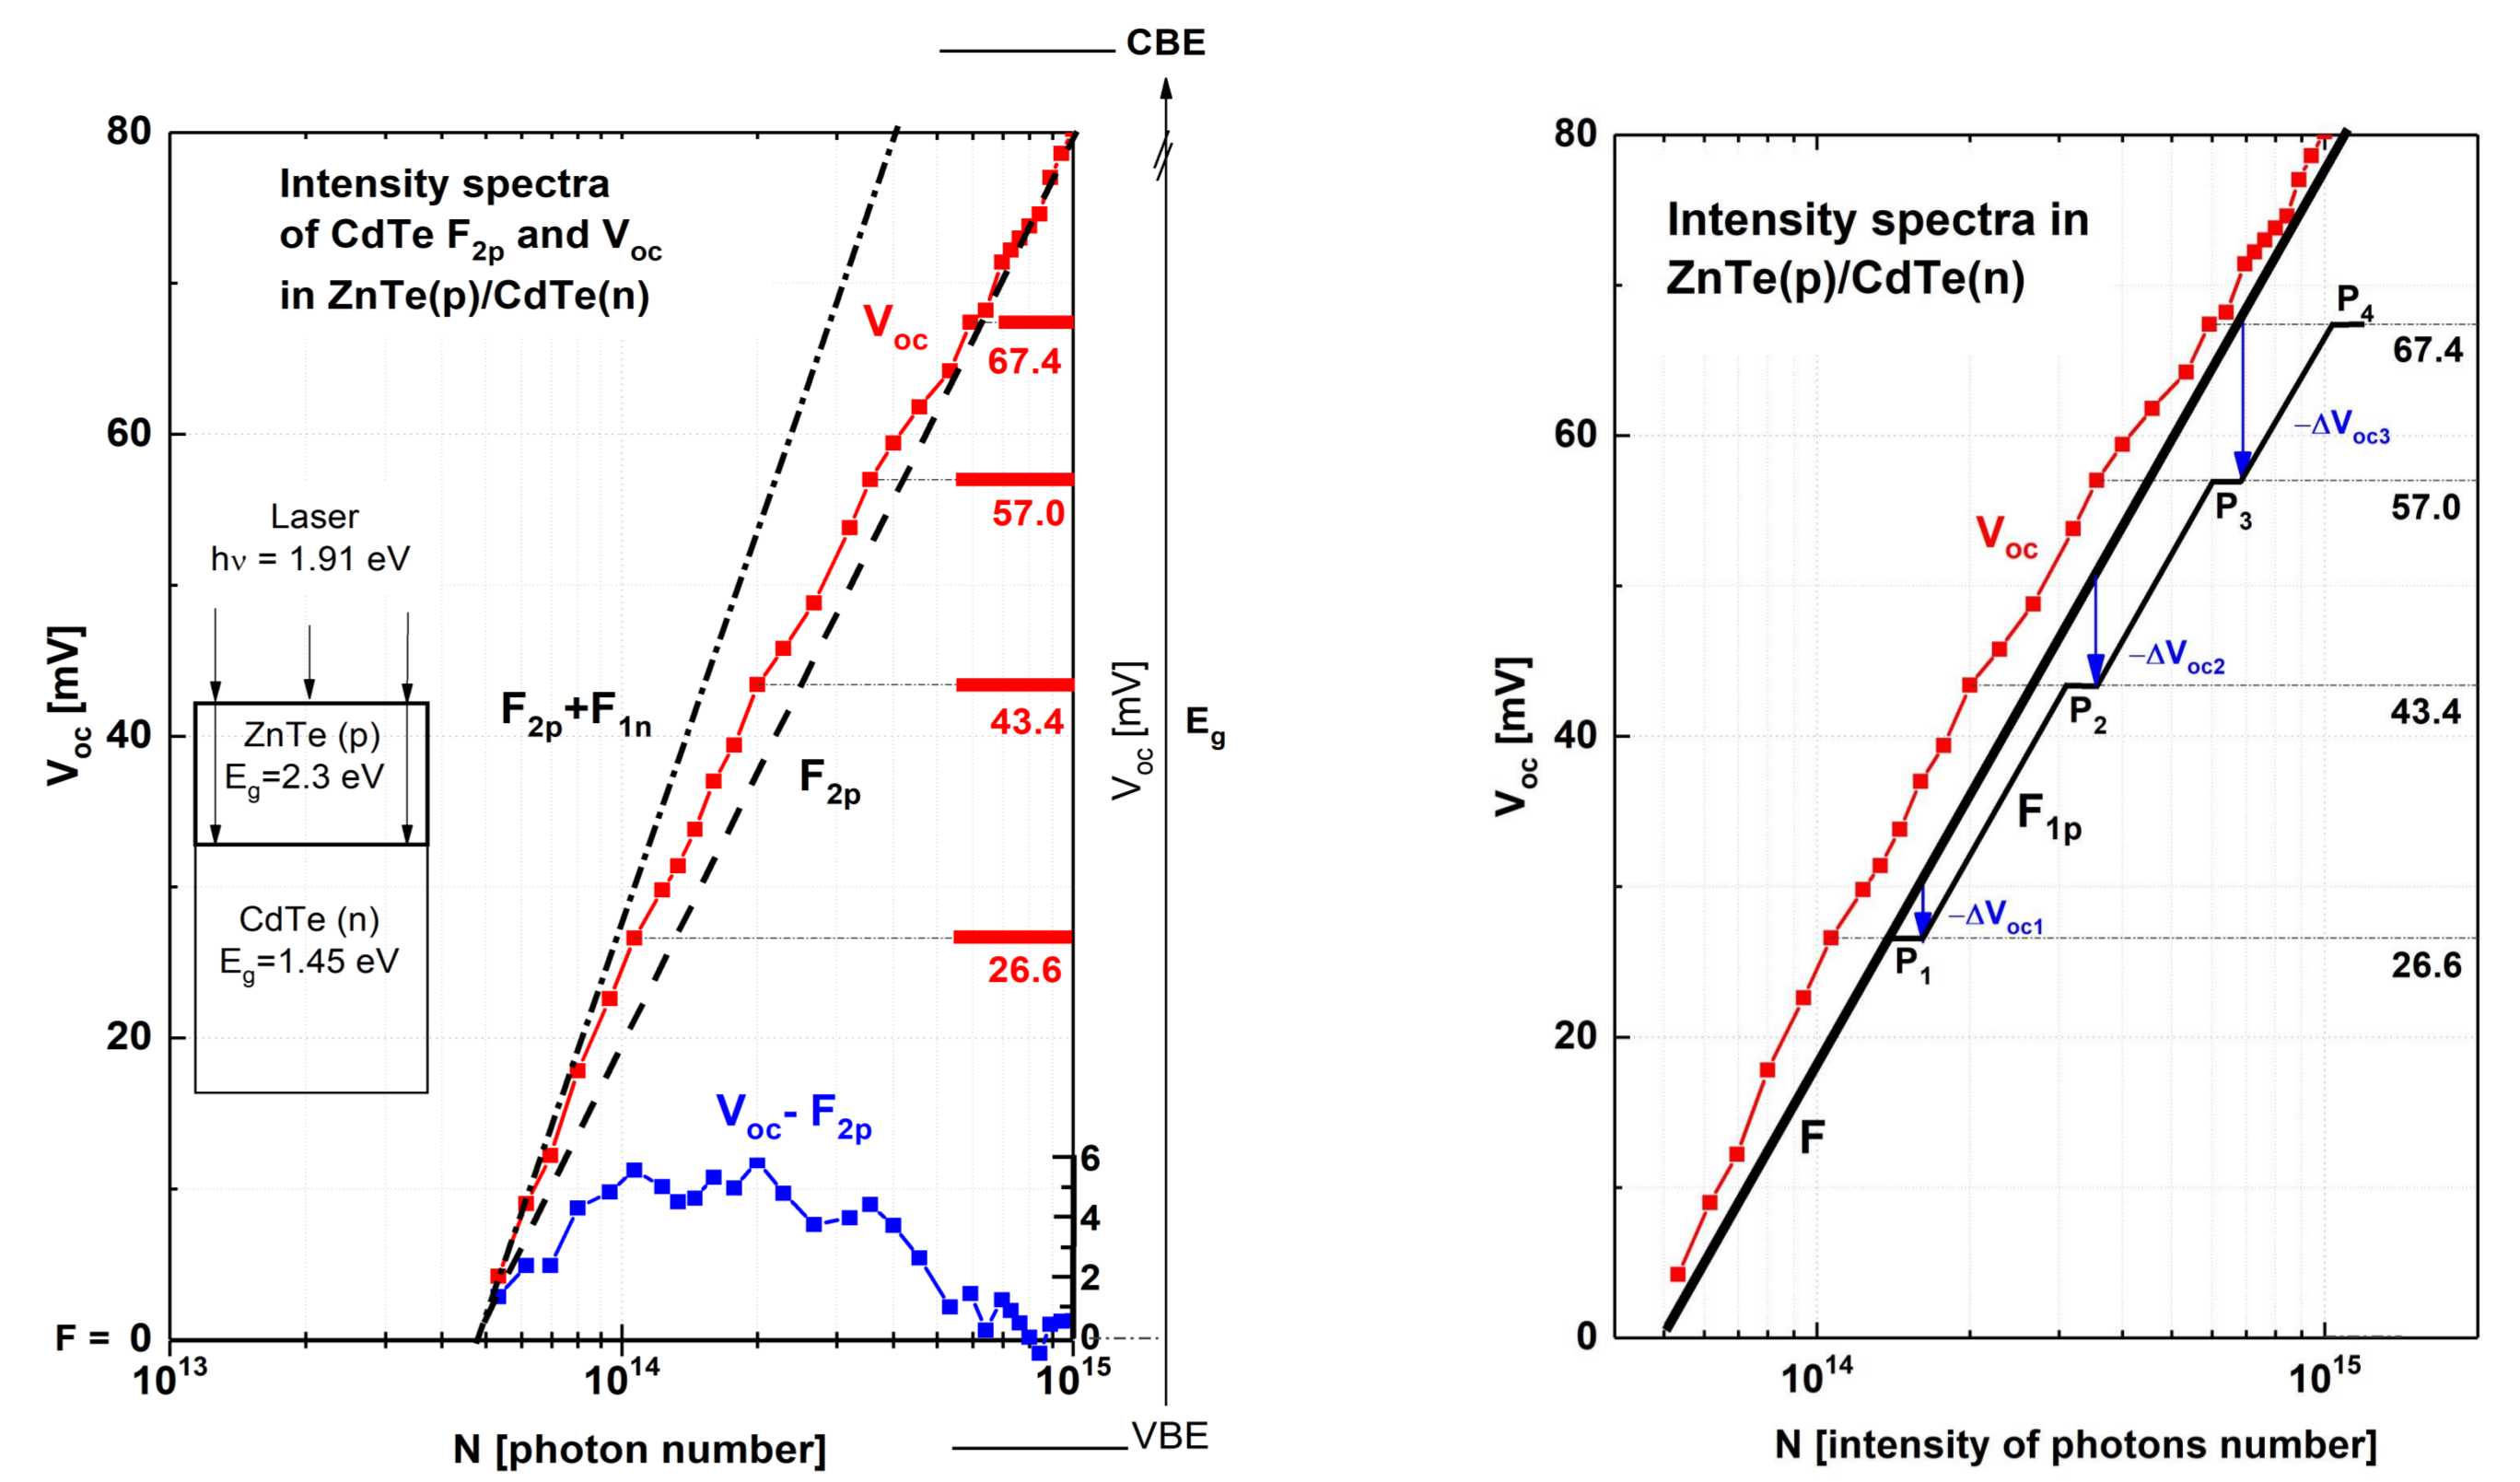 CBE
80
Intensity spectra
of CdTe F2p and Voc
in ZnTe(p)/CdTe(n)
Voc
67.4
60
57.0
Laser
hν = 1.91 eV
Voc [mV]
F2p+F1n
43.4
Voc [mV]
Eg
40
ZnTe (p)
Eg=2.3 eV
F2p
CdTe (n)
Eg=1.45 eV
26.6
20
Voc- F2p
6
4
2
0
F = 0
10^13
10^14
10^15
N [photon number]
VBE
80
Intensity spectra in
ZnTe(p)/CdTe(n)
P4
67.4
60
−ΔVoc3
57.0
P3
Voc
Voc [mV]
−ΔVoc2
43.4
P2
40
F1p
−ΔVoc1
26.6
P1
20
F
0
10^14
10^15
N [intensity of photons number]